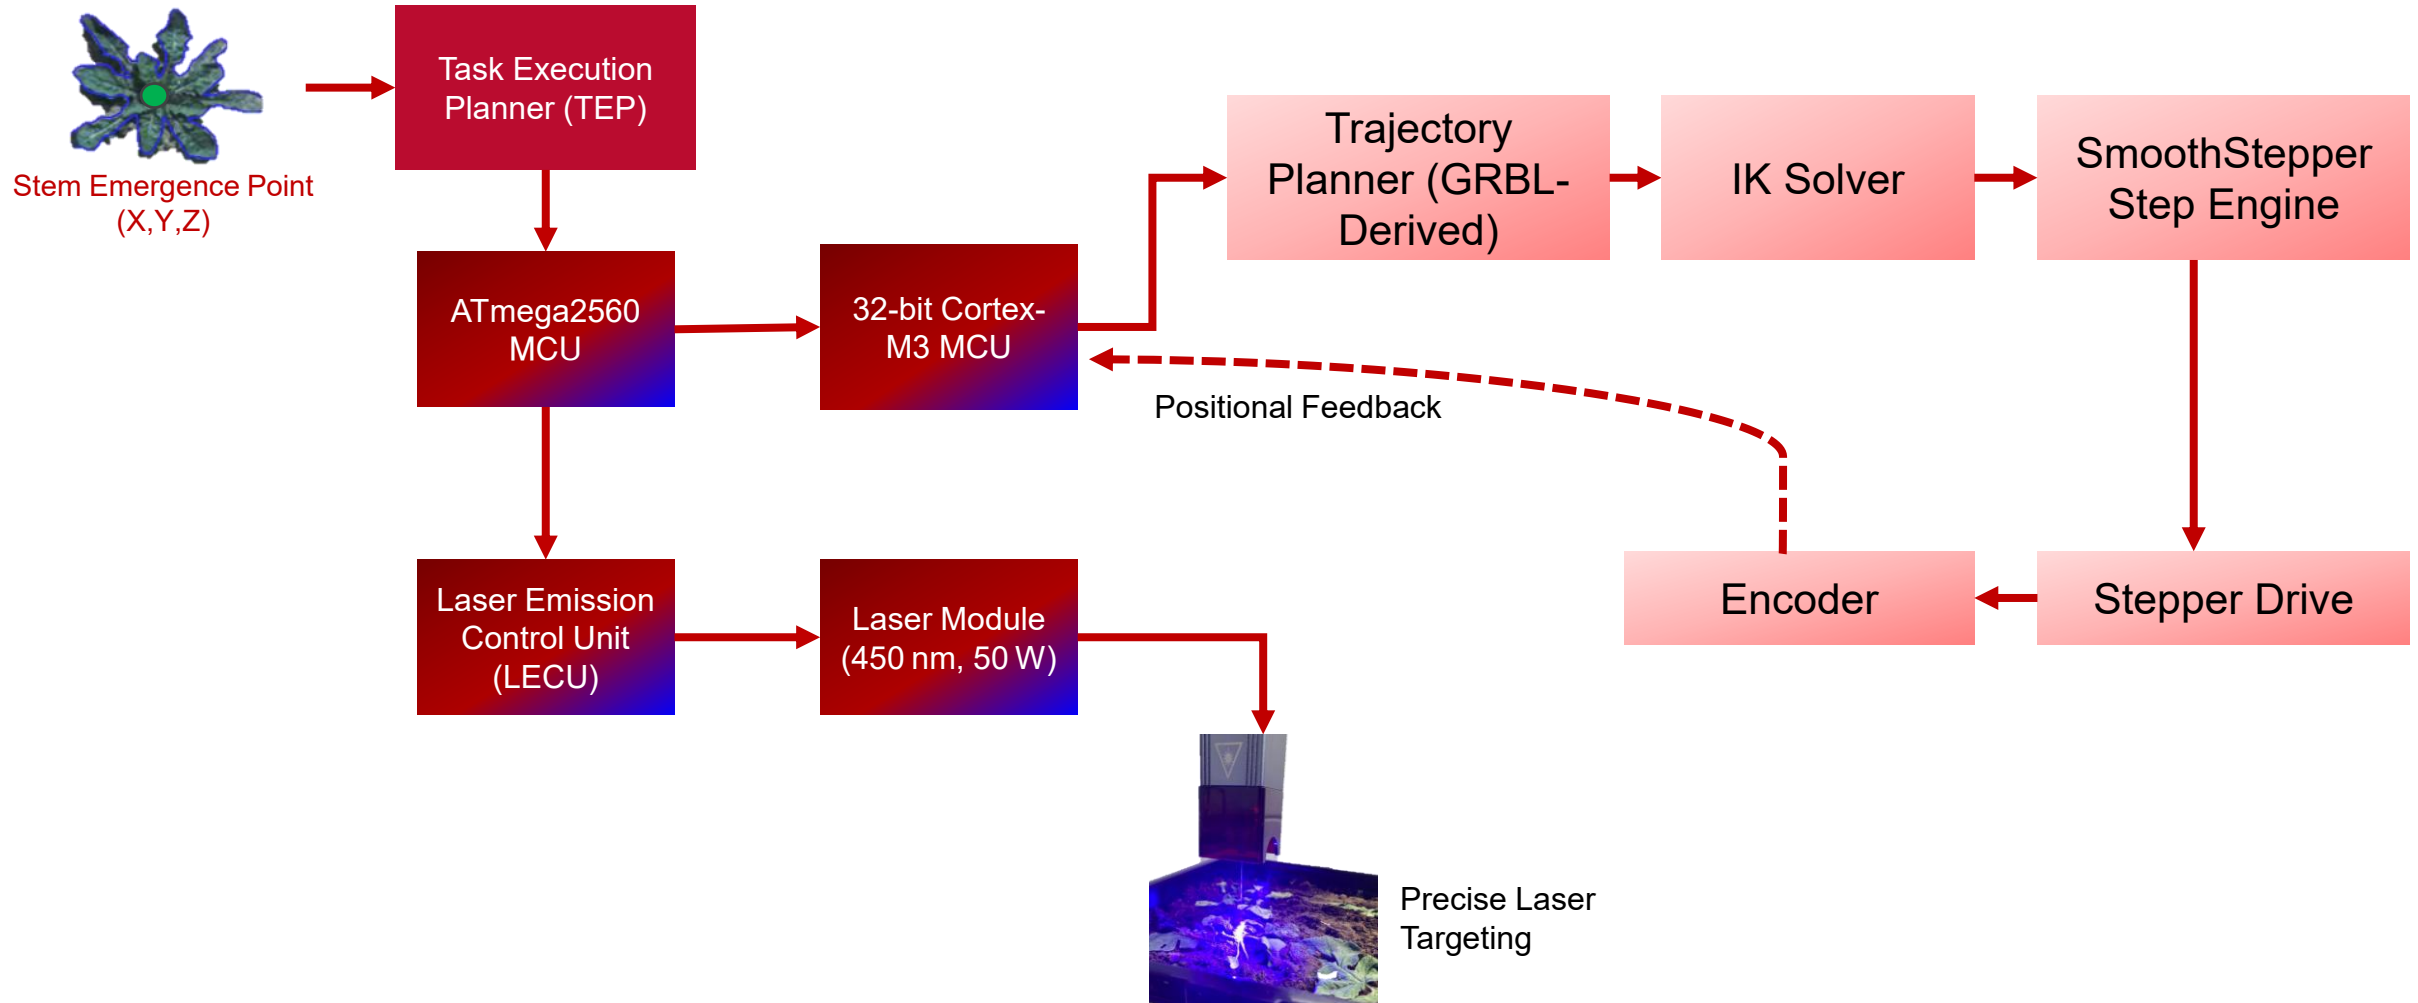 Stem Emergence Point
(X,Y,Z)
Task Execution
Planner (TEP)
ATmega2560
MCU
32-bit Cortex-
M3 MCU
Trajectory
Planner (GRBL-
Derived)
IK Solver
SmoothStepper
Step Engine
Positional Feedback
Encoder
Stepper Drive
Laser Emission
Control Unit
(LECU)
Laser Module
(450 nm, 50 W)
Precise Laser
Targeting